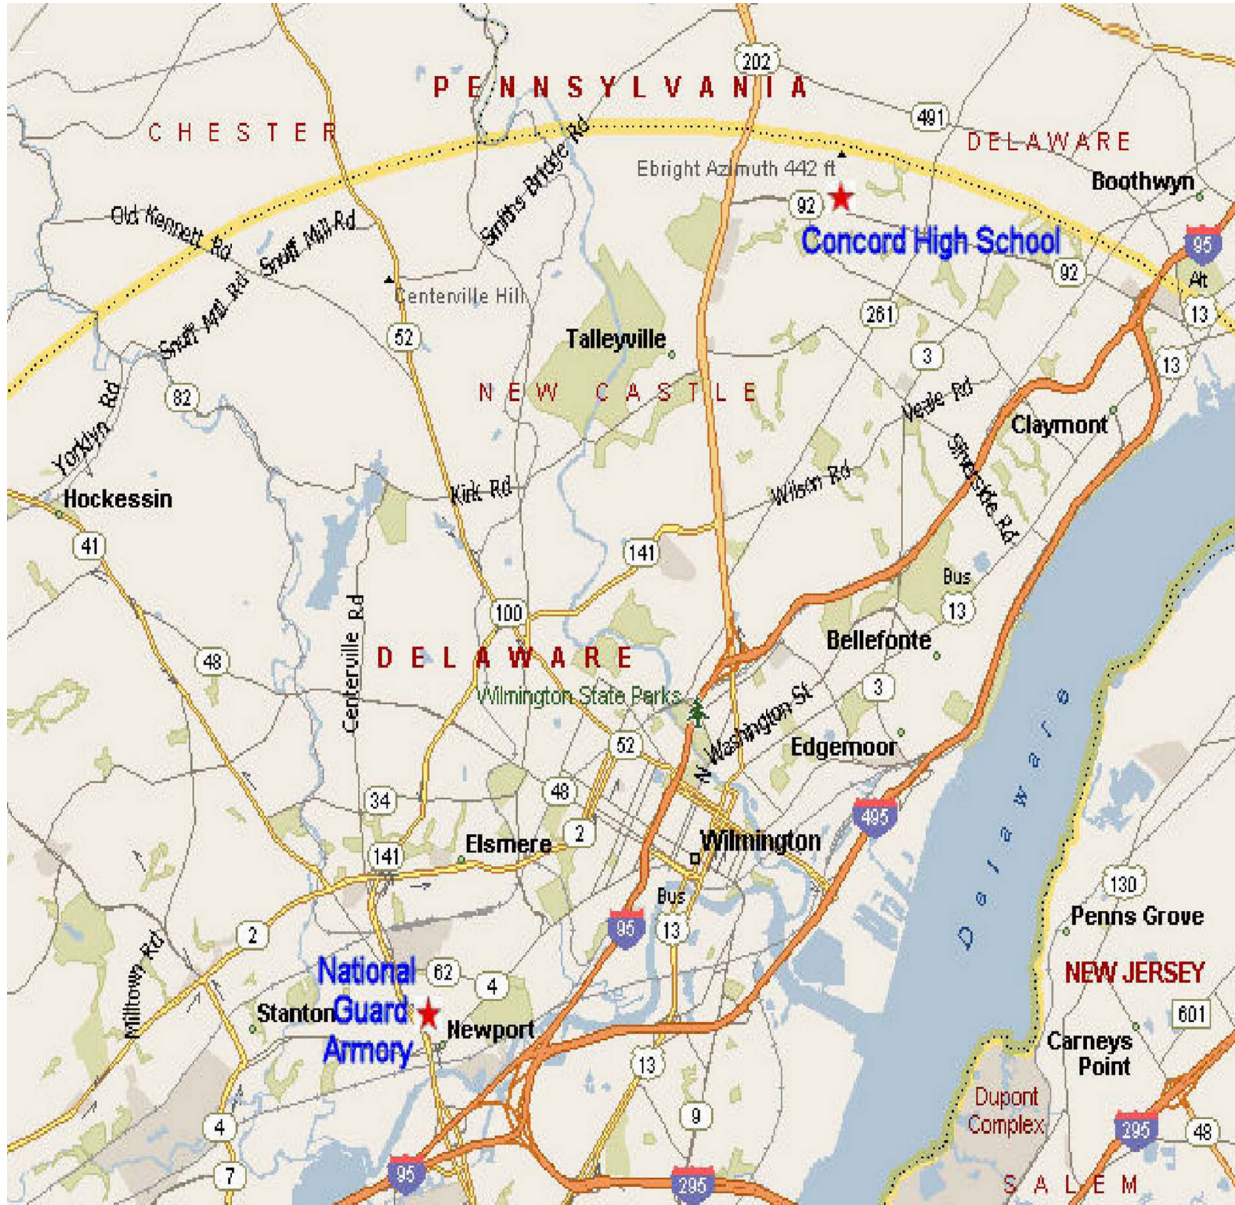 202
PENNSYLVANIA
491
CHESTER
DELAWARE
Smiths Bridge Rd
Ebright Azimuth 442 ft
Boothwyn
92
Old Kennett Rd
Snuff Mill Rd
Concord High School
95
92
Alt
13
Snuff Mill Rd
Centerville Hill
261
52
Talleyville
3
13
82
NEW CASTLE
Veale Rd
Yorklyn Rd
Claymont
Silverside Rd
Hockessin
Kirk Rd
Wilson Rd
41
141
Bus
13
100
Centerville Rd
Bellefonte
48
DELAWARE
Wilmington State Parks
3
N Washington St
Delaware
52
Edgemoor
34
48
495
2
Elsmere
Wilmington
141
130
Bus
13
95
Penns Grove
2
Milltown Rd
National
Guard
Armory
62
4
NEW JERSEY
Stanton
Newport
601
Carneys
Point
13
Dupont
Complex
9
4
295
48
7
95
295
SALEM